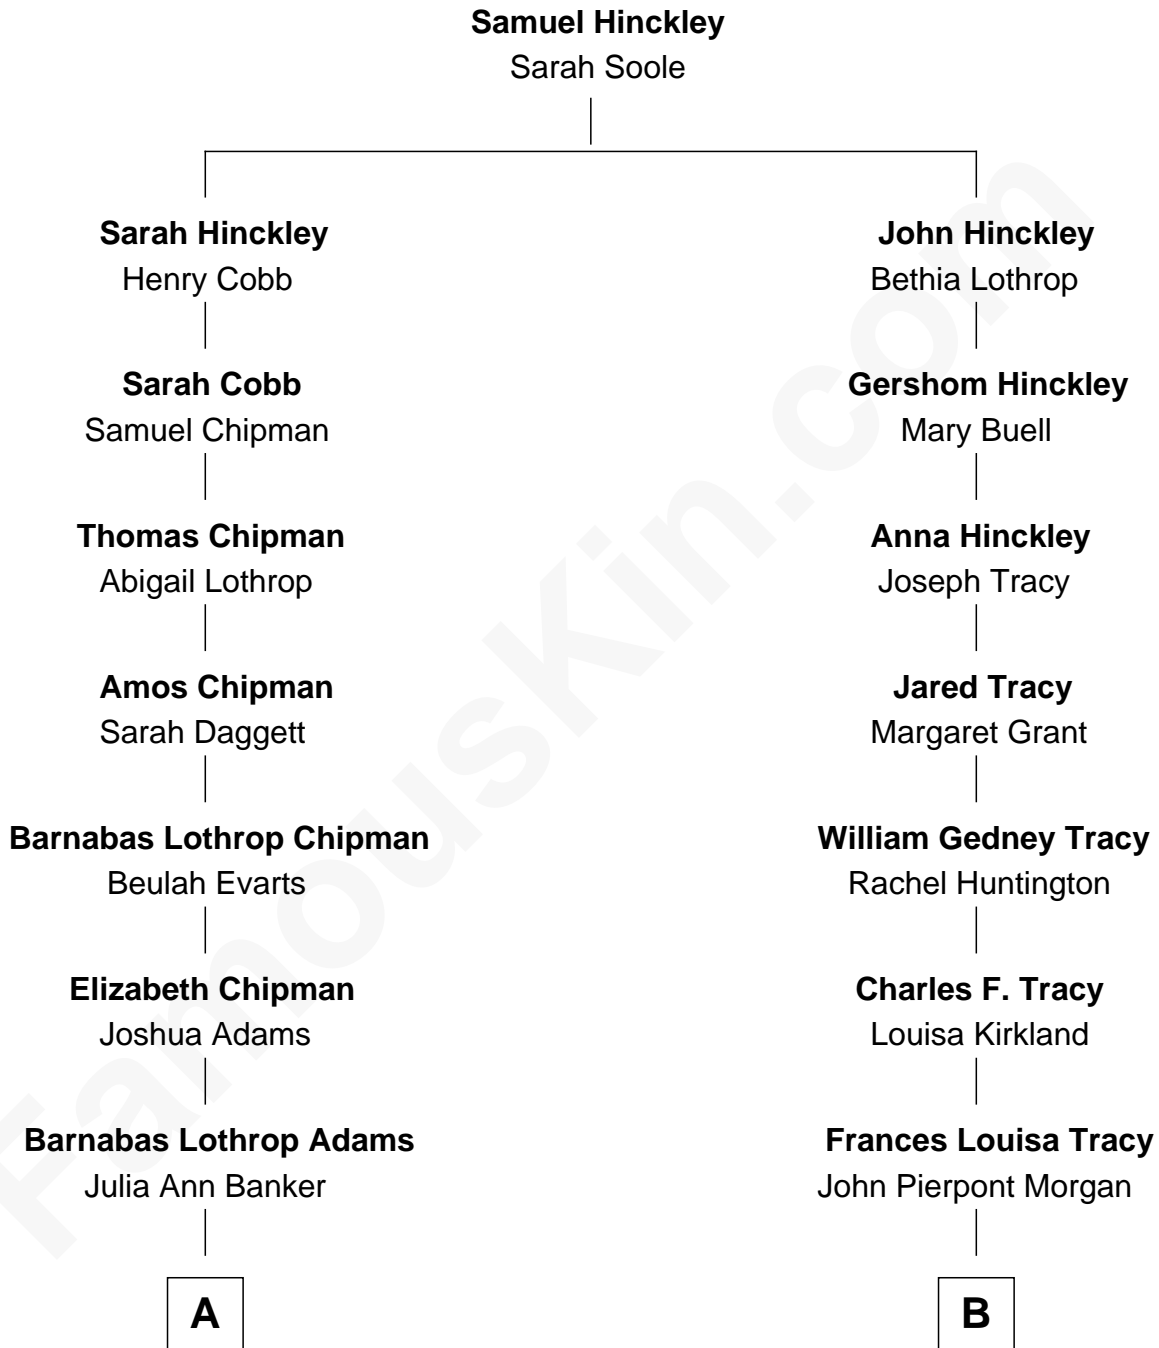 Samuel Hinckley
Sarah Soole
Sarah Hinckley
Henry Cobb
John Hinckley
Bethia Lothrop
Sarah Cobb
Samuel Chipman
Gershom Hinckley
Mary Buell
Thomas Chipman
Abigail Lothrop
Anna Hinckley
Joseph Tracy
Amos Chipman
Sarah Daggett
Jared Tracy
Margaret Grant
Barnabas Lothrop Chipman
Beulah Evarts
William Gedney Tracy
Rachel Huntington
Elizabeth Chipman
Joshua Adams
Charles F. Tracy
Louisa Kirkland
Barnabas Lothrop Adams
Julia Ann Banker
Frances Louisa Tracy
John Pierpont Morgan
A
B
FamousKin.com